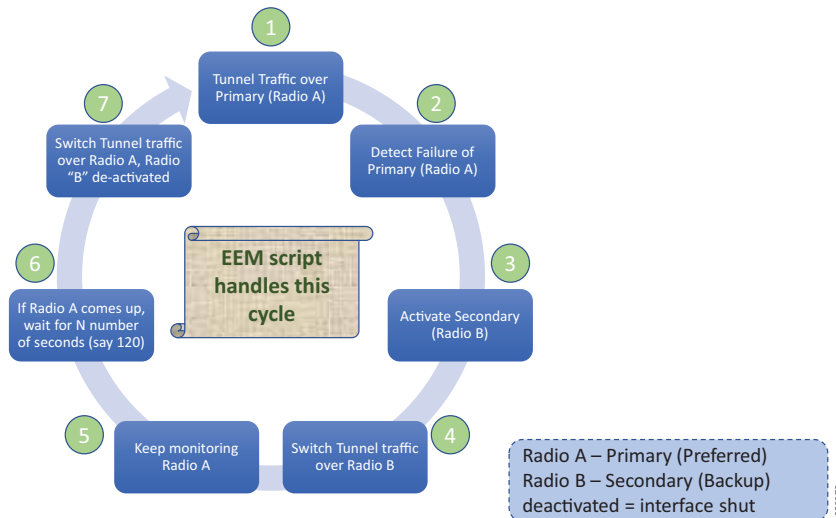 1
Tunnel Traffic over
Primary (Radio A)
2
Detect Failure of
Primary (Radio A)
3
Activate Secondary
(Radio B)
4
Switch Tunnel traffic
over Radio B
5
Keep monitoring
Radio A
6
If Radio A comes up,
wait for N number
of seconds (say 120)
7
Switch Tunnel traffic
over Radio A, Radio
“B” de-activated
EEM script
handles this
cycle
Radio A – Primary (Preferred)
Radio B – Secondary (Backup)
deactivated = interface shut